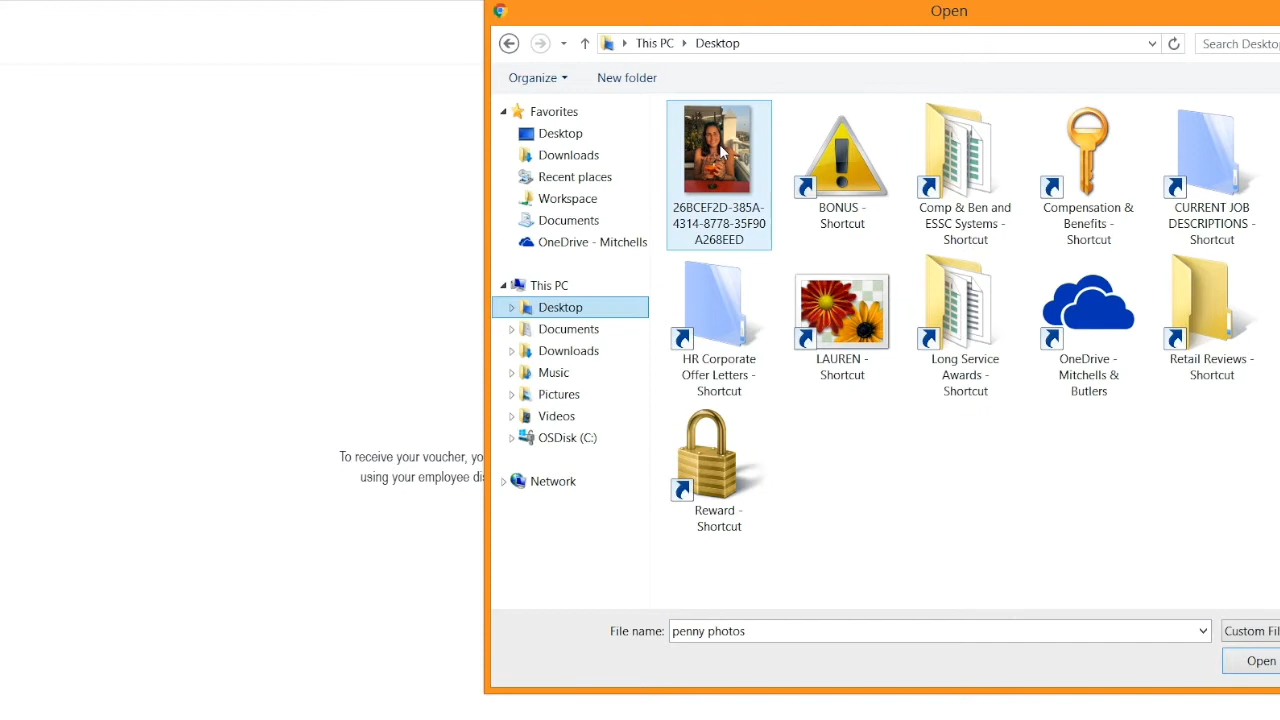 Open
This PC
Desktop
Search Deskto
Organize
New folder
Favorites
Desktop
Downloads
Recent places
Workspace
Documents
OneDrive - Mitchells
This PC
Desktop
Documents
Downloads
Music
Pictures
Videos
OSDisk (C:)
Network
26BCEF2D-385A-
4314-8778-35F90
A268EED
BONUS -
Shortcut
Comp & Ben and
ESSC Systems -
Shortcut
Compensation &
Benefits -
Shortcut
CURRENT JOB
DESCRIPTIONS -
Shortcut
HR Corporate
Offer Letters -
Shortcut
LAUREN -
Shortcut
Long Service
Awards -
Shortcut
OneDrive -
Mitchells &
Butlers
Retail Reviews -
Shortcut
Reward -
Shortcut
To receive your voucher, yo
using your employee di
File name:
penny photos
Custom Fil
Open